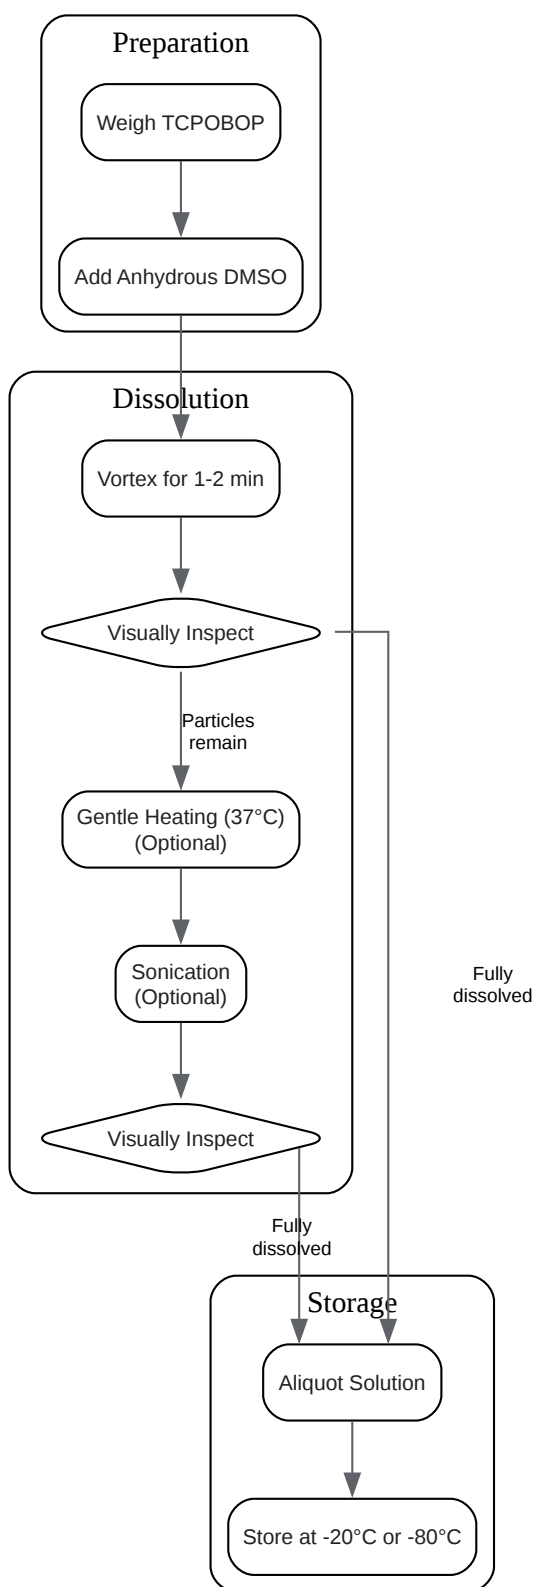 Preparation
Weigh TCPOBOP
Add Anhydrous DMSO
Dissolution
Vortex for 1-2 min
Visually Inspect
Particles
remain
Gentle Heating (37°C)
(Optional)
Sonication
(Optional)
Fully
dissolved
Visually Inspect
Fully
dissolved
Storage
Aliquot Solution
Store at -20°C or -80°C